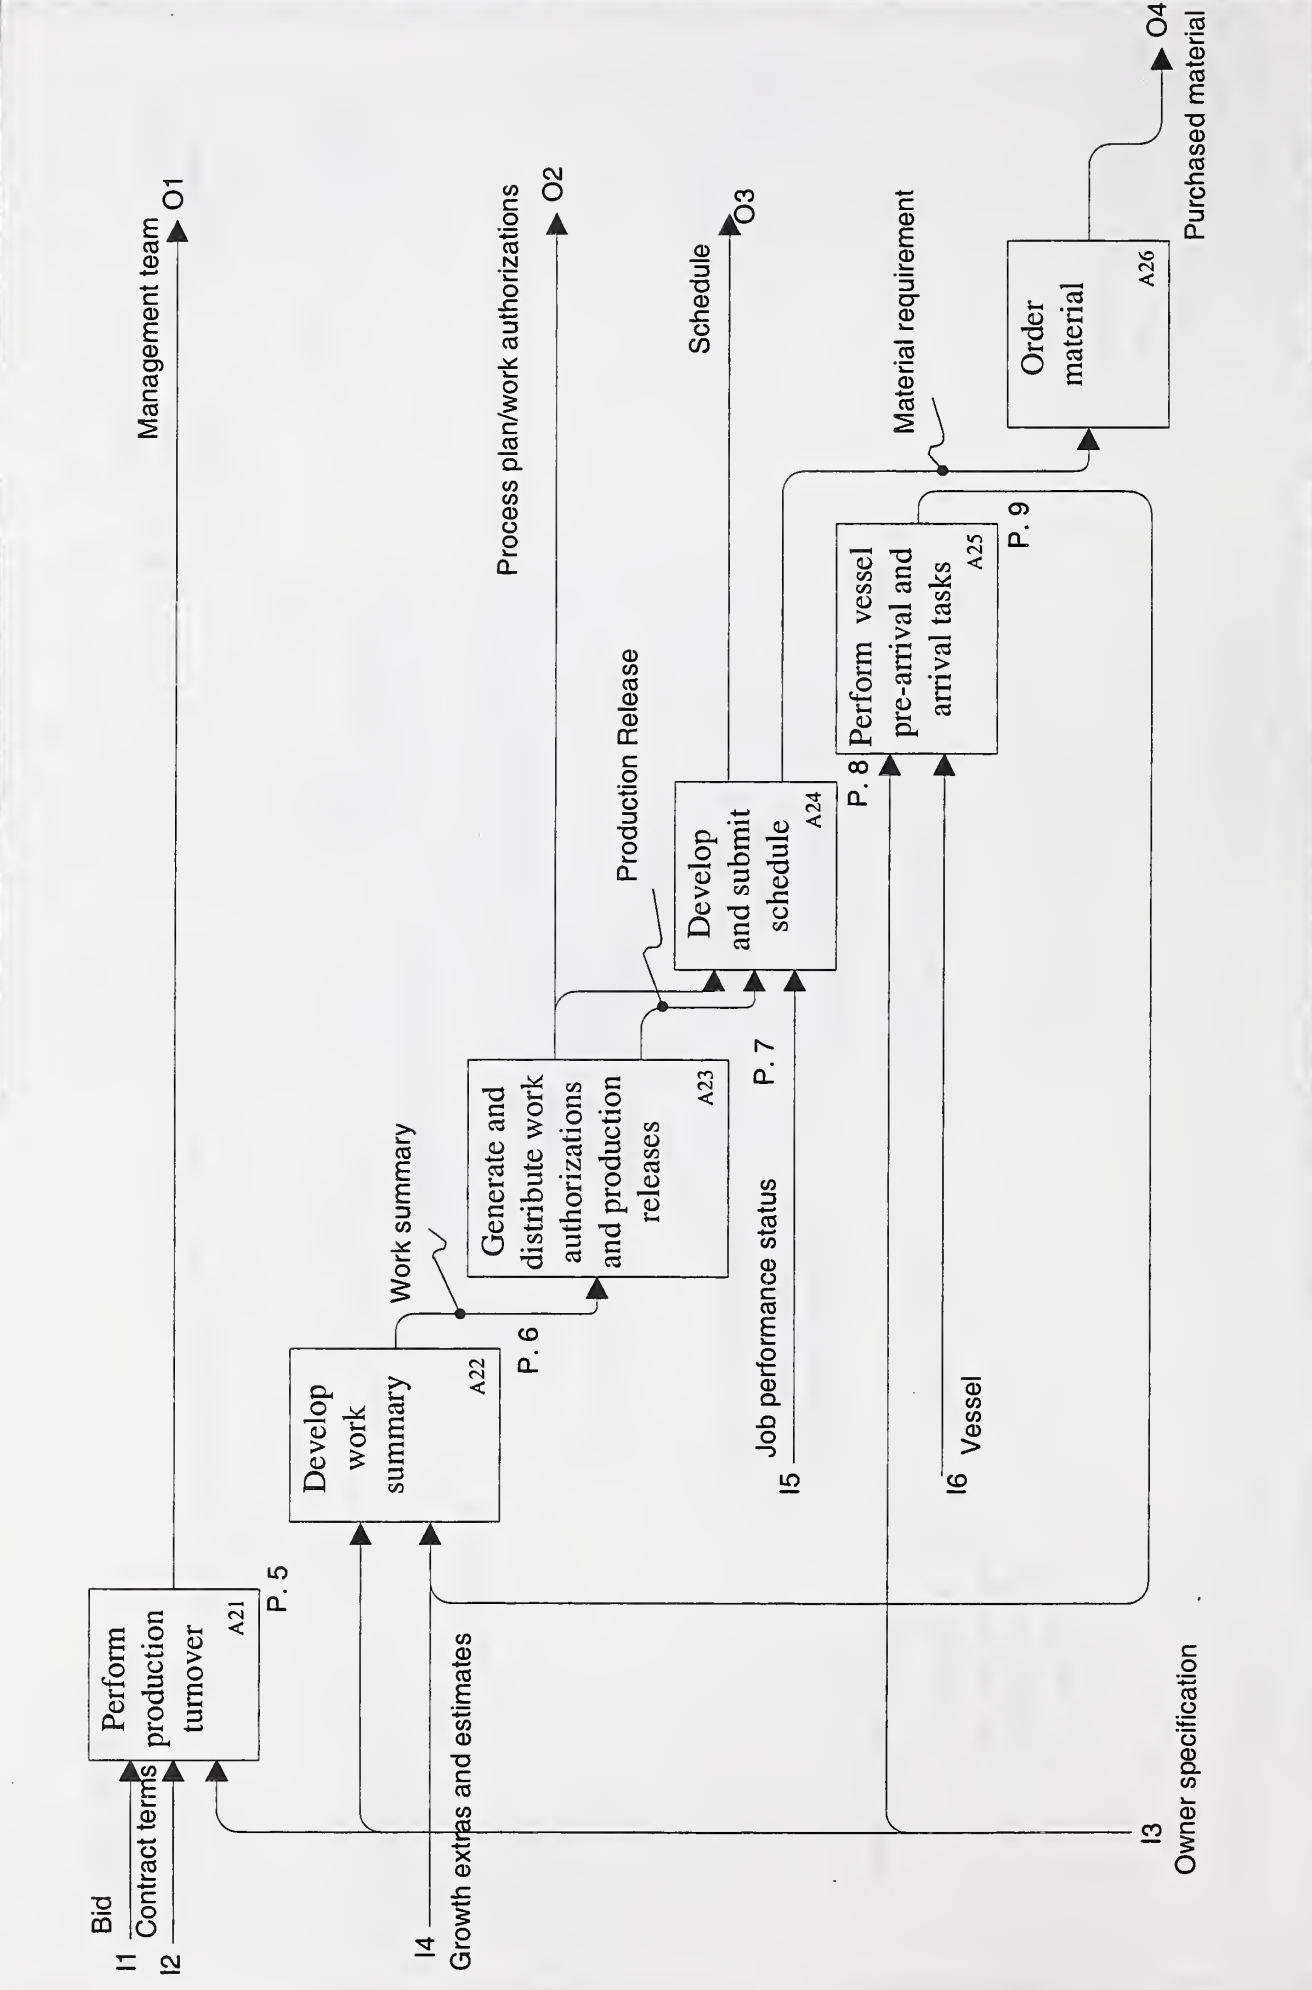 Bid
I1
Contract terms
I2
Perform
production
turnover
A21
P. 5
Management team
O1
I4
Growth extras and estimates
Develop
work
summary
A22
P. 6
Work summary
Generate and
distribute work
authorizations
and production
releases
A23
P. 7
Process plan/work authorizations
O2
Production Release
I5
Job performance status
Develop
and submit
schedule
A24
P. 8
Schedule
O3
I6
Vessel
Perform vessel
pre-arrival and
arrival tasks
A25
P. 9
Material requirement
Order
material
A26
O4
Purchased material
I3
Owner specification